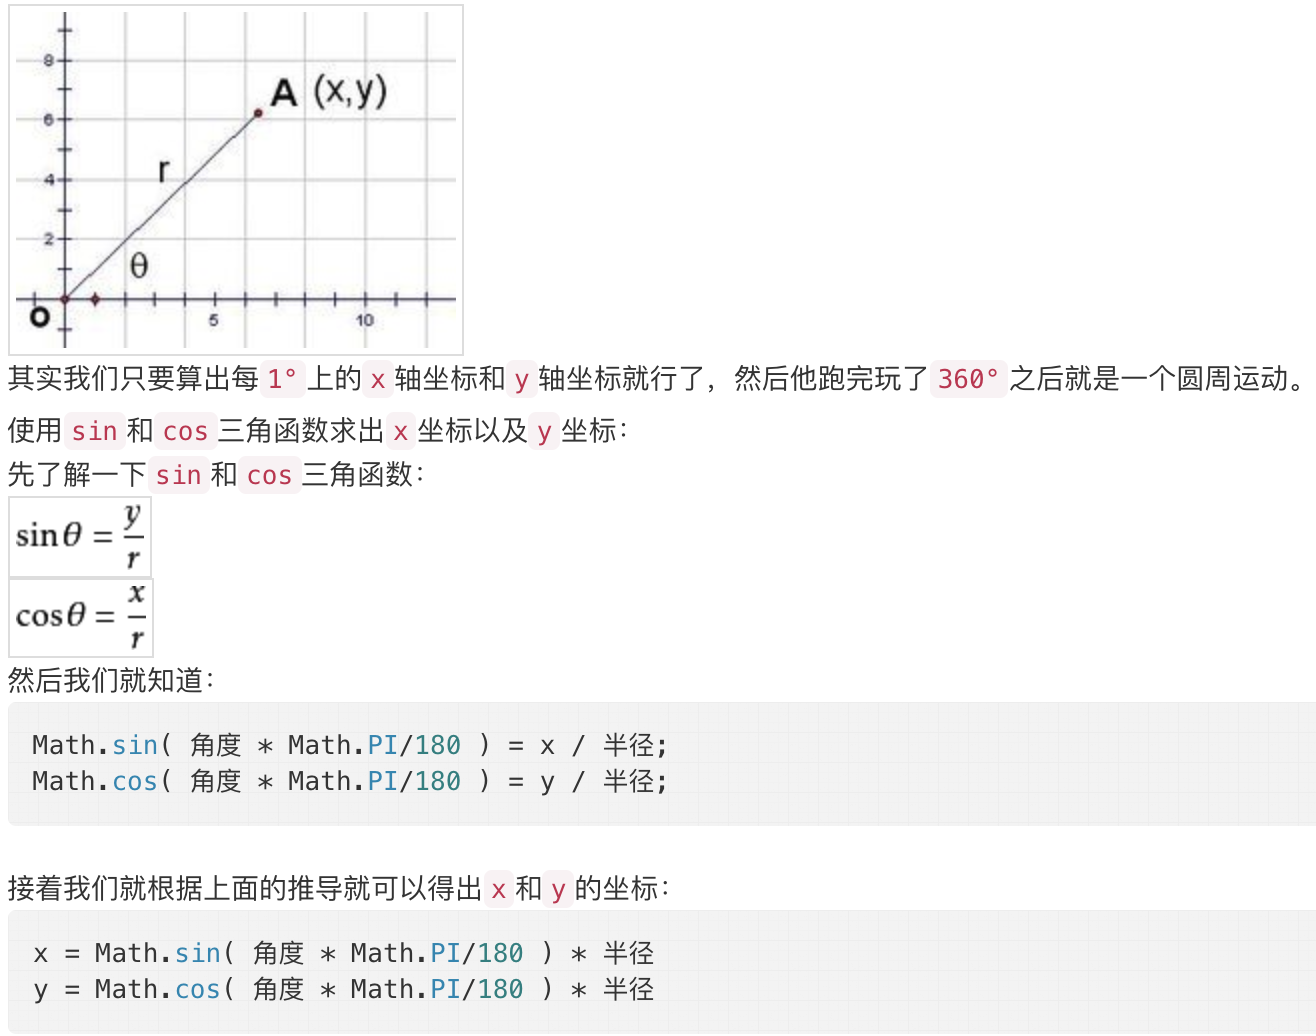 8
A (x,y)
6
r
4
2
θ
O
5
10
其实我们只要算出每 1° 上的 x 轴坐标和 y 轴坐标就行了，然后他跑完玩了 360° 之后就是一个圆周运动。
使用 sin 和 cos 三角函数求出 x 坐标以及 y 坐标：
先了解一下 sin 和 cos 三角函数：
sinθ = y/r
cosθ = x/r
然后我们就知道：
Math.sin( 角度 * Math.PI/180 ) = x / 半径;
Math.cos( 角度 * Math.PI/180 ) = y / 半径;
接着我们就根据上面的推导就可以得出 x 和 y 的坐标：
x = Math.sin( 角度 * Math.PI/180 ) * 半径
y = Math.cos( 角度 * Math.PI/180 ) * 半径